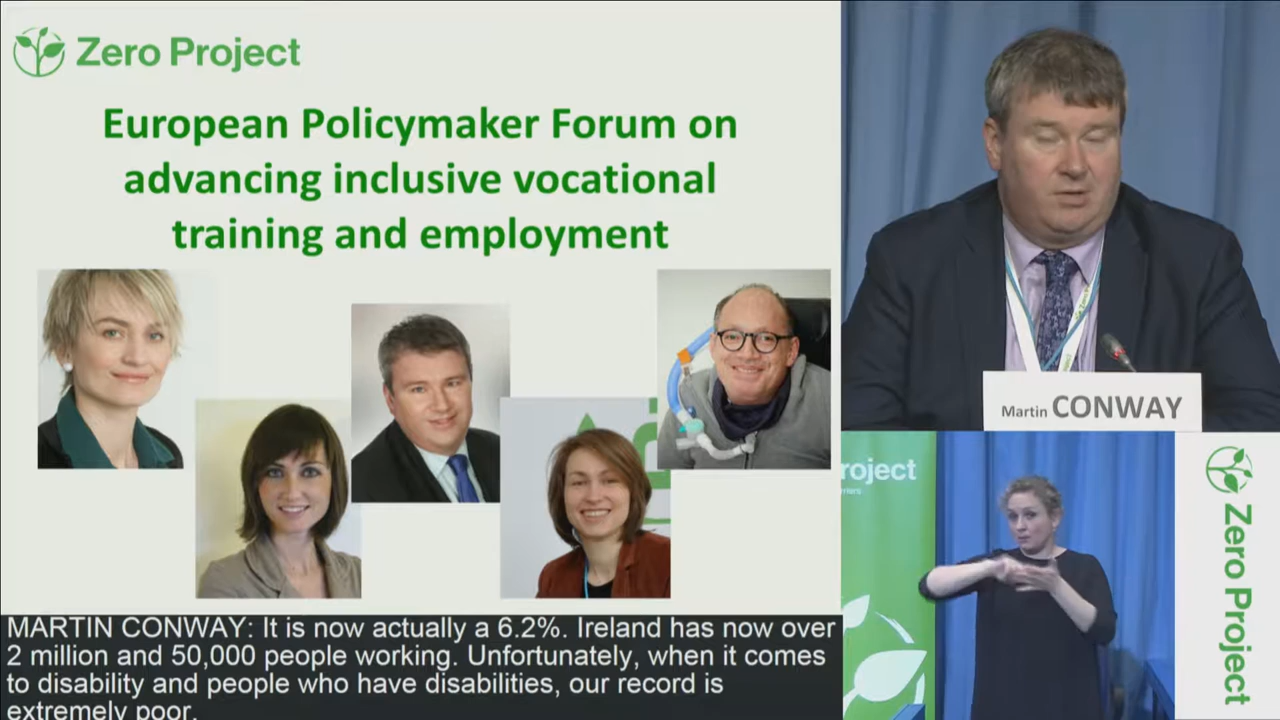 Zero Project
European Policymaker Forum on
advancing inclusive vocational
training and employment
MARTIN CONWAY: It is now actually a 6.2%. Ireland has now over
2 million and 50,000 people working. Unfortunately, when it comes
to disability and people who have disabilities, our record is
extremely poor.
Martin CONWAY
roject
Zero Project